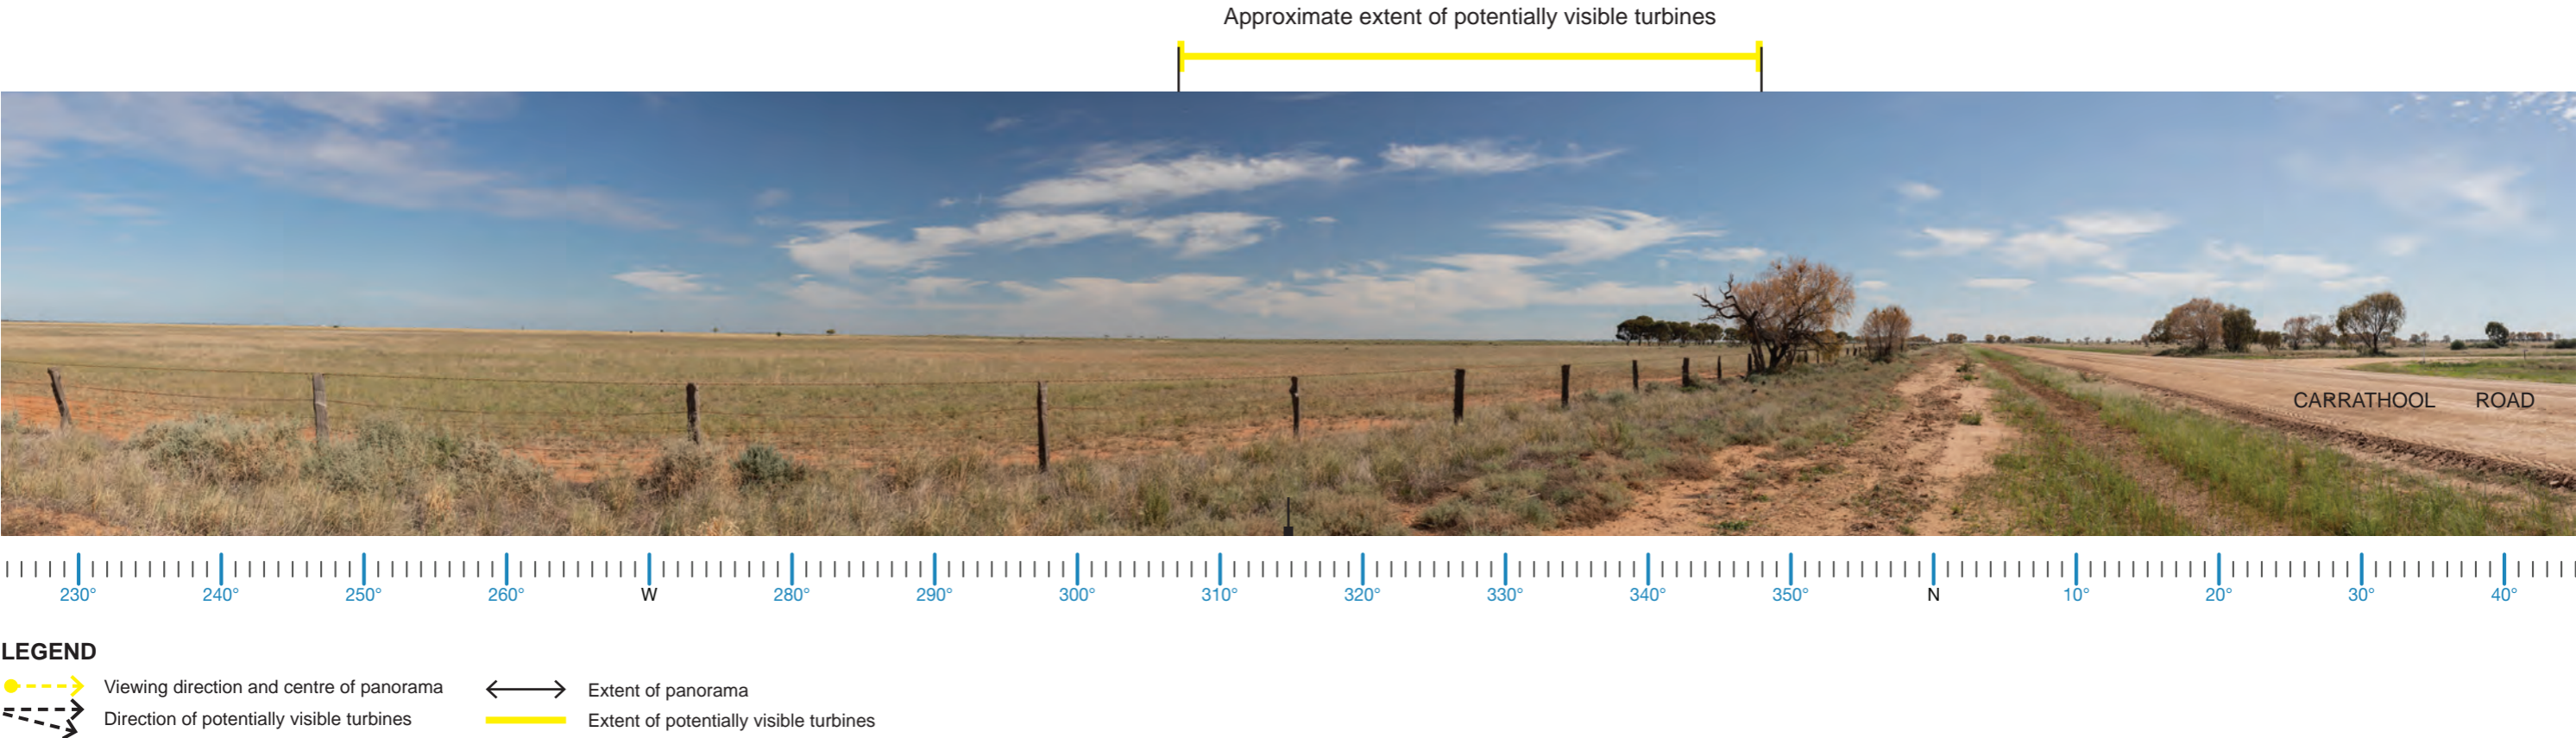 Approximate extent of potentially visible turbines
CARRATHOOL ROAD
230° 240° 250° 260° W 280° 290° 300° 310° 320° 330° 340° 350° N 10° 20° 30° 40°
LEGEND
Viewing direction and centre of panorama
Direction of potentially visible turbines
Extent of panorama
Extent of potentially visible turbines